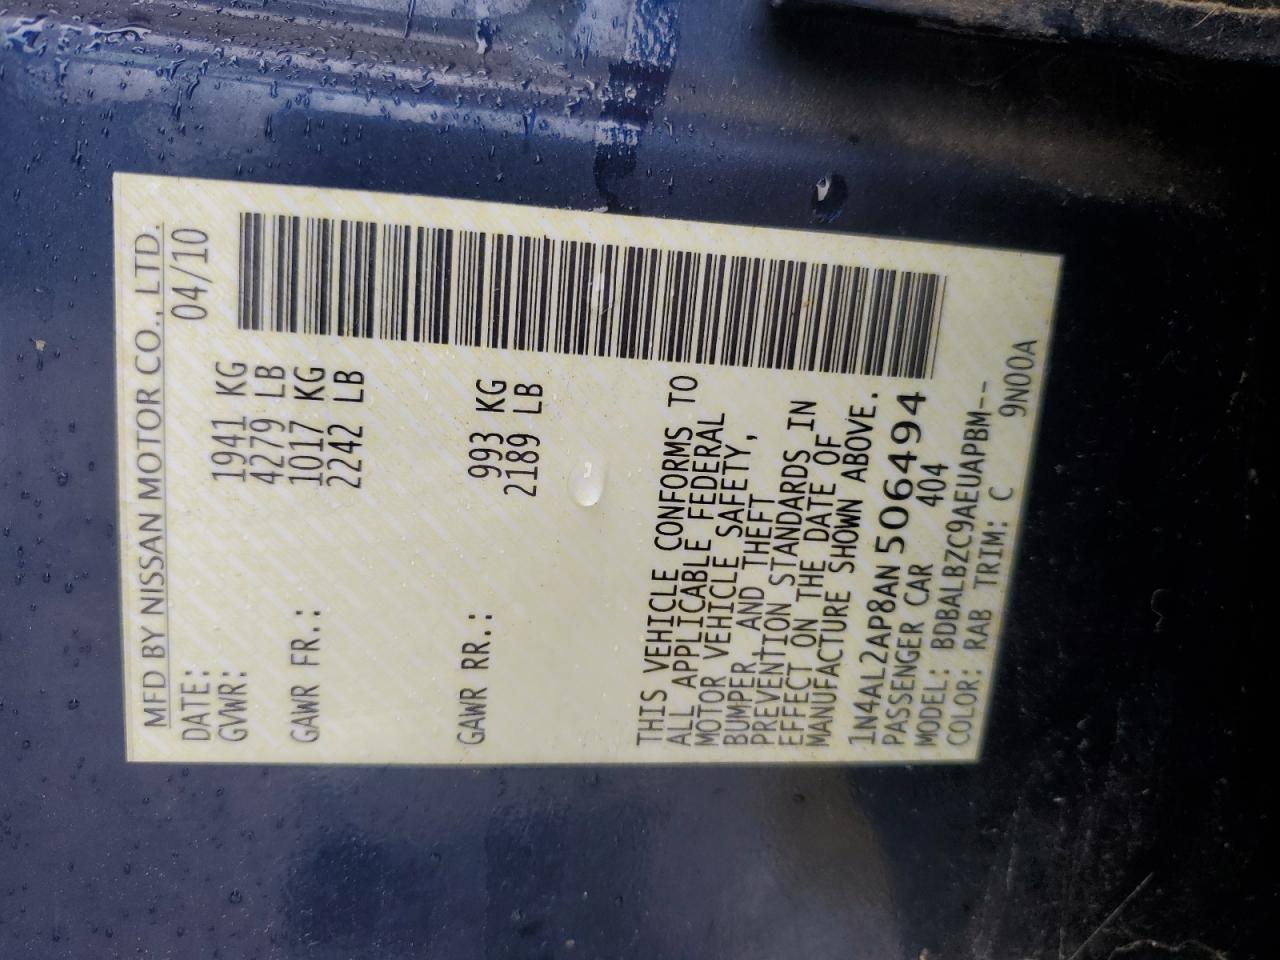 MFD BY NISSAN MOTOR CO., LTD.
DATE: 04/10
GVWR: 1941 KG
4279 LB
GAWR FR.: 1017 KG
2242 LB
GAWR RR.: 993 KG
2189 LB
THIS VEHICLE CONFORMS TO
ALL APPLICABLE FEDERAL
MOTOR VEHICLE SAFETY,
BUMPER AND THEFT
PREVENTION STANDARDS IN
EFFECT ON THE DATE OF
MANUFACTURE SHOWN ABOVE.
1N4AL2AP8AN506494
PASSENGER CAR 404
MODEL: BDBALBZC9AEUAPBM--
COLOR: RAB TRIM: C 9N00A